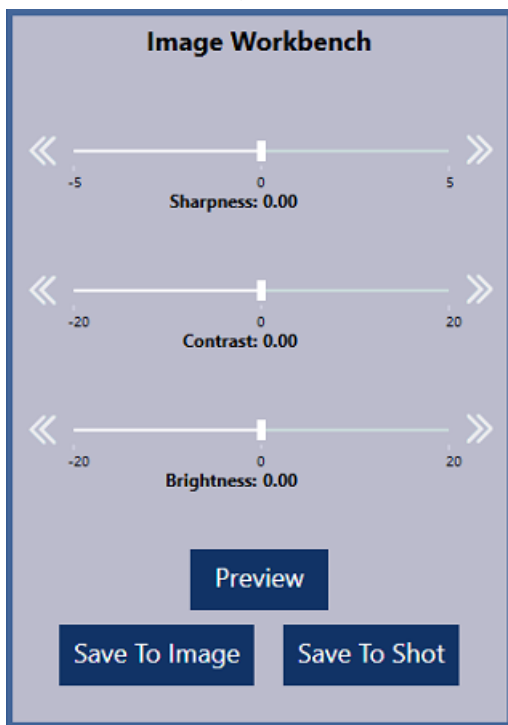 Image Workbench
-5 0 5
Sharpness: 0.00
-20 0 20
Contrast: 0.00
-20 0 20
Brightness: 0.00
Preview
Save To Image Save To Shot